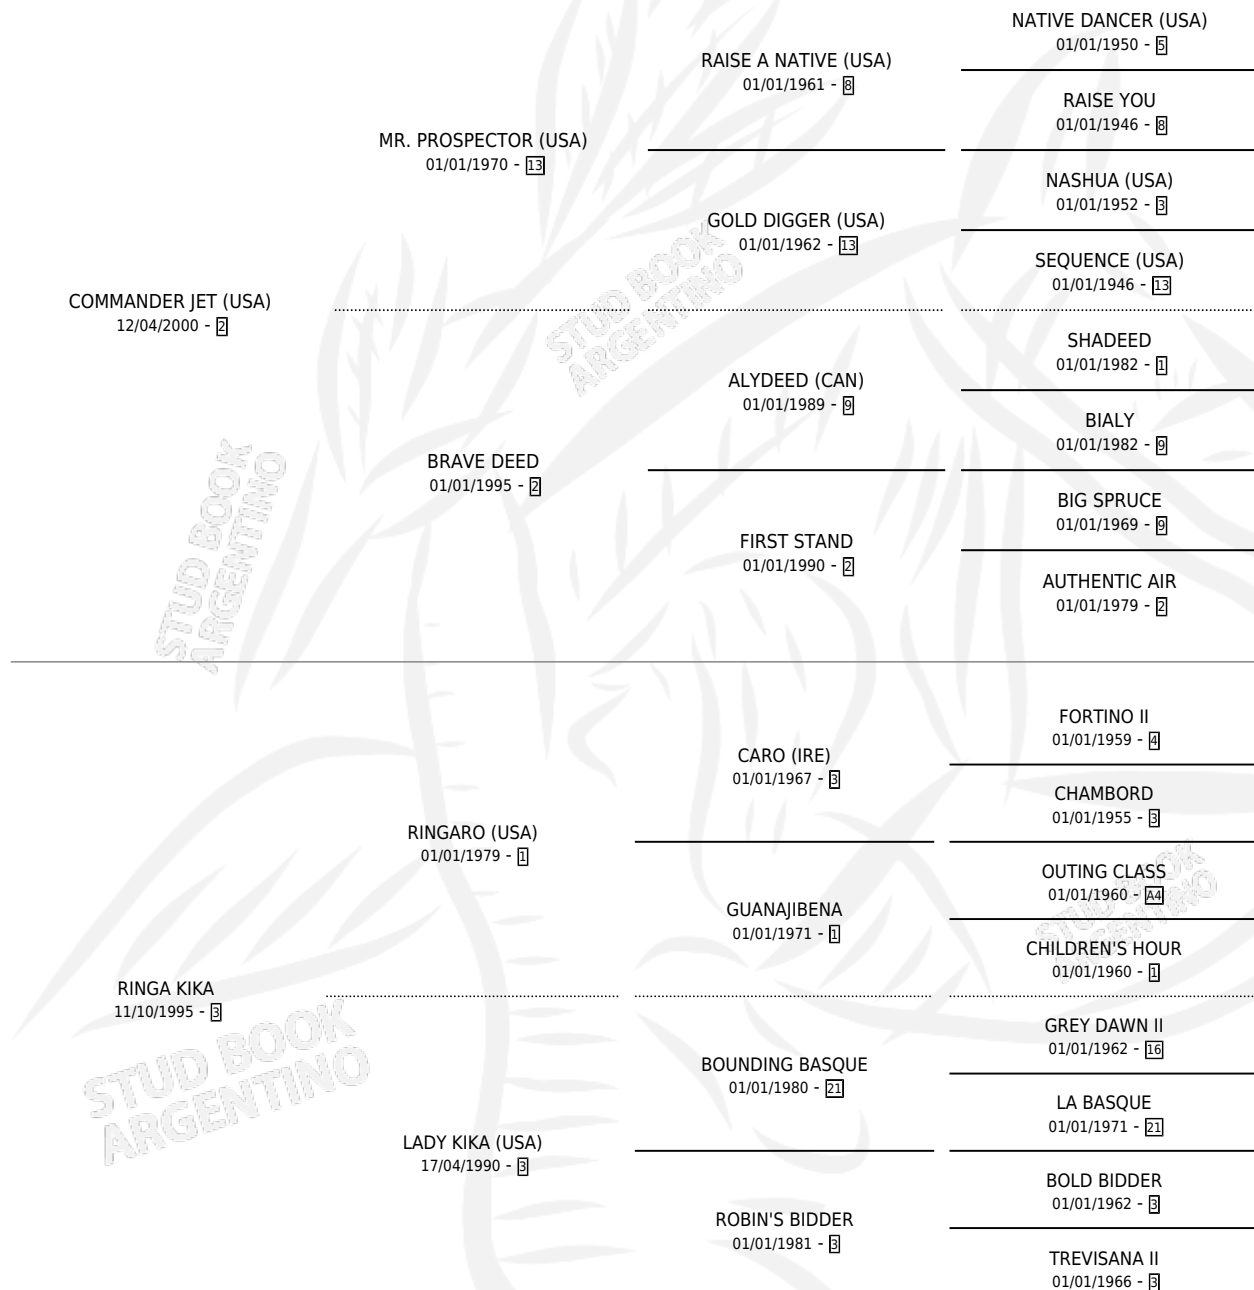 NATIVE DANCER (USA)
01/01/1950 - 5
RAISE A NATIVE (USA)
01/01/1961 - 8
RAISE YOU
01/01/1946 - 8
MR. PROSPECTOR (USA)
01/01/1970 - 13
NASHUA (USA)
01/01/1952 - 3
GOLD DIGGER (USA)
01/01/1962 - 13
SEQUENCE (USA)
01/01/1946 - 13
COMMANDER JET (USA)
12/04/2000 - 2
SHADEED
01/01/1982 - 1
ALYDEED (CAN)
01/01/1989 - 9
BIALY
01/01/1982 - 9
BRAVE DEED
01/01/1995 - 2
BIG SPRUCE
01/01/1969 - 9
FIRST STAND
01/01/1990 - 2
AUTHENTIC AIR
01/01/1979 - 2
FORTINO II
01/01/1959 - 4
CARO (IRE)
01/01/1967 - 3
CHAMBORD
01/01/1955 - 3
RINGARO (USA)
01/01/1979 - 1
OUTING CLASS
01/01/1960 - A4
GUANAJIBENA
01/01/1971 - 1
CHILDREN'S HOUR
01/01/1960 - 1
RINGA KIKA
11/10/1995 - 3
GREY DAWN II
01/01/1962 - 16
BOUNDING BASQUE
01/01/1980 - 21
LA BASQUE
01/01/1971 - 21
LADY KIKA (USA)
17/04/1990 - 3
BOLD BIDDER
01/01/1962 - 3
ROBIN'S BIDDER
01/01/1981 - 3
TREVISANA II
01/01/1966 - 3
STUD BOOK
ARGENTINO
STUD BOOK
ARGENTINO
STUD BOOK
ARGENTINO
STUD BOOK
ARGENTINO